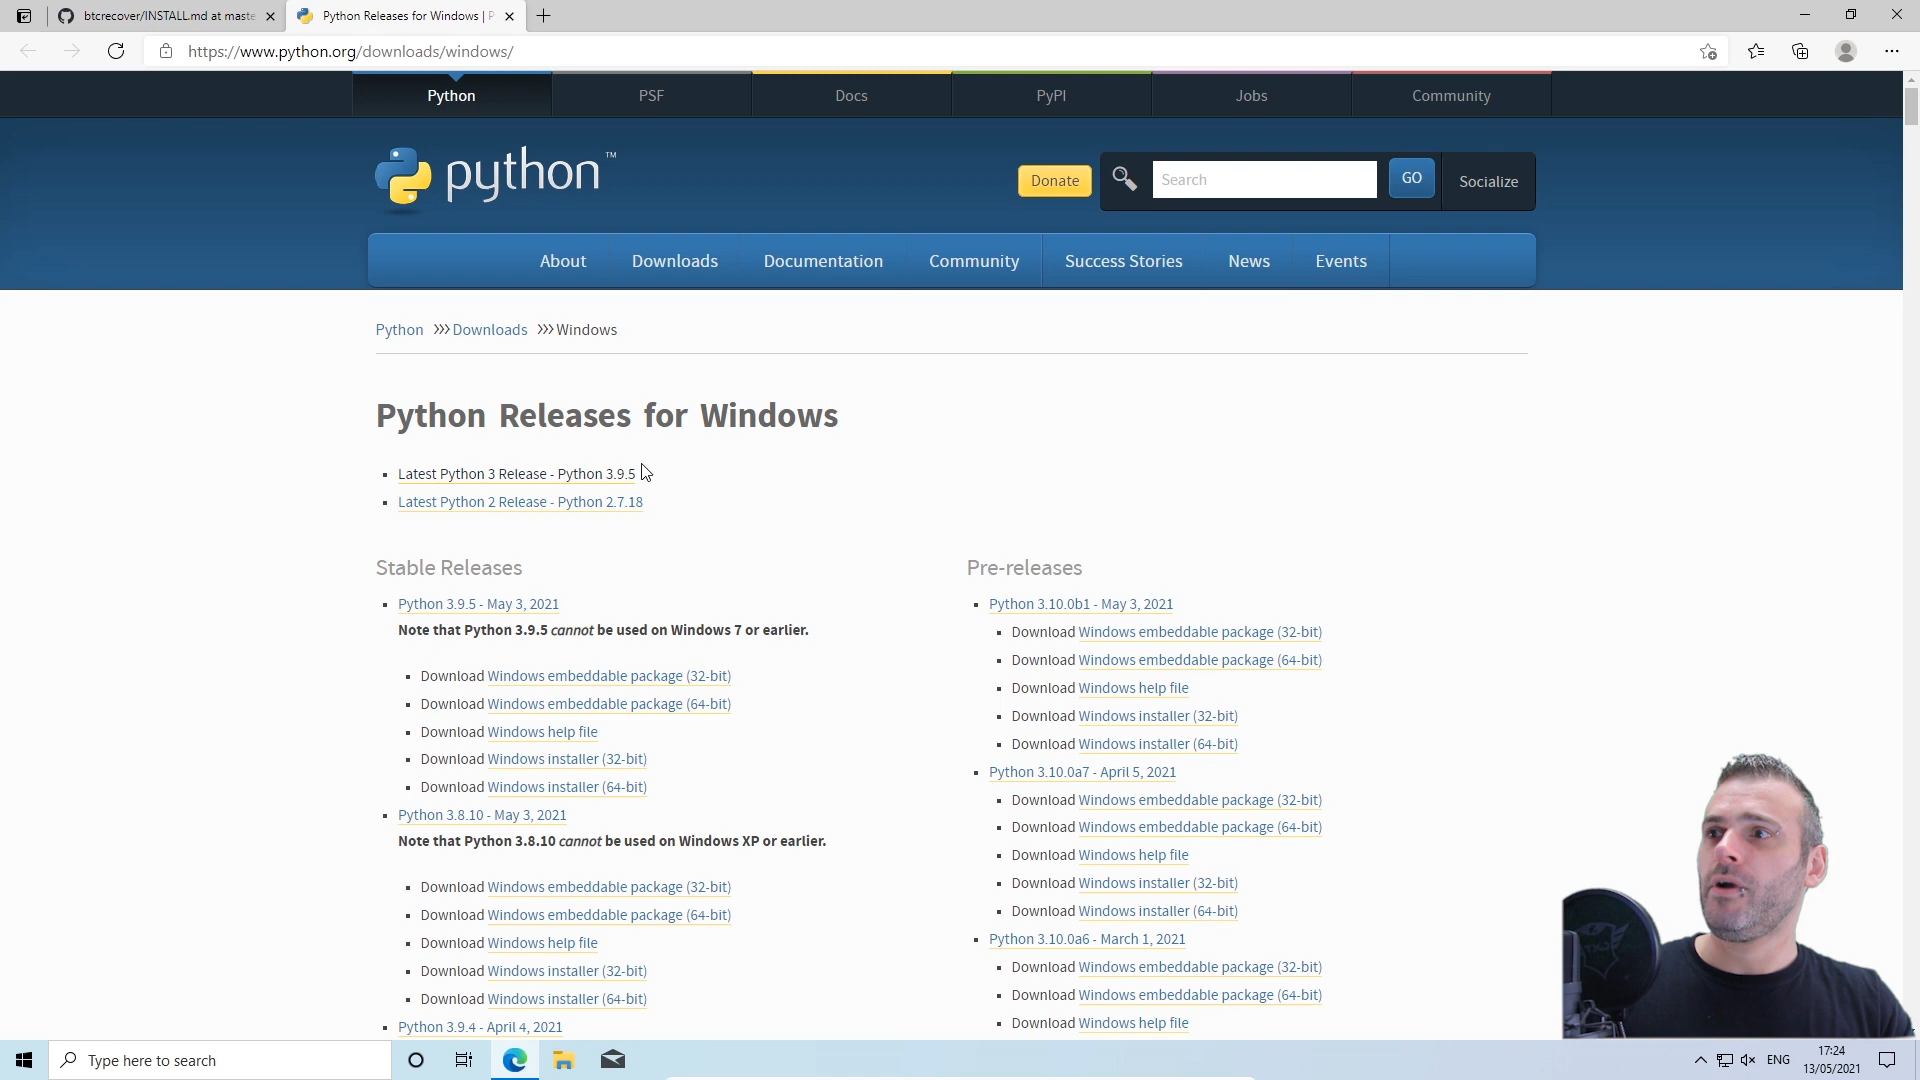 btcrecover/INSTALL.md at maste
Python Releases for Windows | P
https://www.python.org/downloads/windows/
Python
PSF
Docs
PyPI
Jobs
Community
python™
Donate
Search
GO
Socialize
About
Downloads
Documentation
Community
Success Stories
News
Events
Python >>> Downloads >>> Windows
Python Releases for Windows
Latest Python 3 Release - Python 3.9.5
Latest Python 2 Release - Python 2.7.18
Stable Releases
Python 3.9.5 - May 3, 2021
Note that Python 3.9.5 cannot be used on Windows 7 or earlier.
Download Windows embeddable package (32-bit)
Download Windows embeddable package (64-bit)
Download Windows help file
Download Windows installer (32-bit)
Download Windows installer (64-bit)
Python 3.8.10 - May 3, 2021
Note that Python 3.8.10 cannot be used on Windows XP or earlier.
Download Windows embeddable package (32-bit)
Download Windows embeddable package (64-bit)
Download Windows help file
Download Windows installer (32-bit)
Download Windows installer (64-bit)
Python 3.9.4 - April 4, 2021
Pre-releases
Python 3.10.0b1 - May 3, 2021
Download Windows embeddable package (32-bit)
Download Windows embeddable package (64-bit)
Download Windows help file
Download Windows installer (32-bit)
Download Windows installer (64-bit)
Python 3.10.0a7 - April 5, 2021
Download Windows embeddable package (32-bit)
Download Windows embeddable package (64-bit)
Download Windows help file
Download Windows installer (32-bit)
Download Windows installer (64-bit)
Python 3.10.0a6 - March 1, 2021
Download Windows embeddable package (32-bit)
Download Windows embeddable package (64-bit)
Download Windows help file
Type here to search
ENG
17:24
13/05/2021